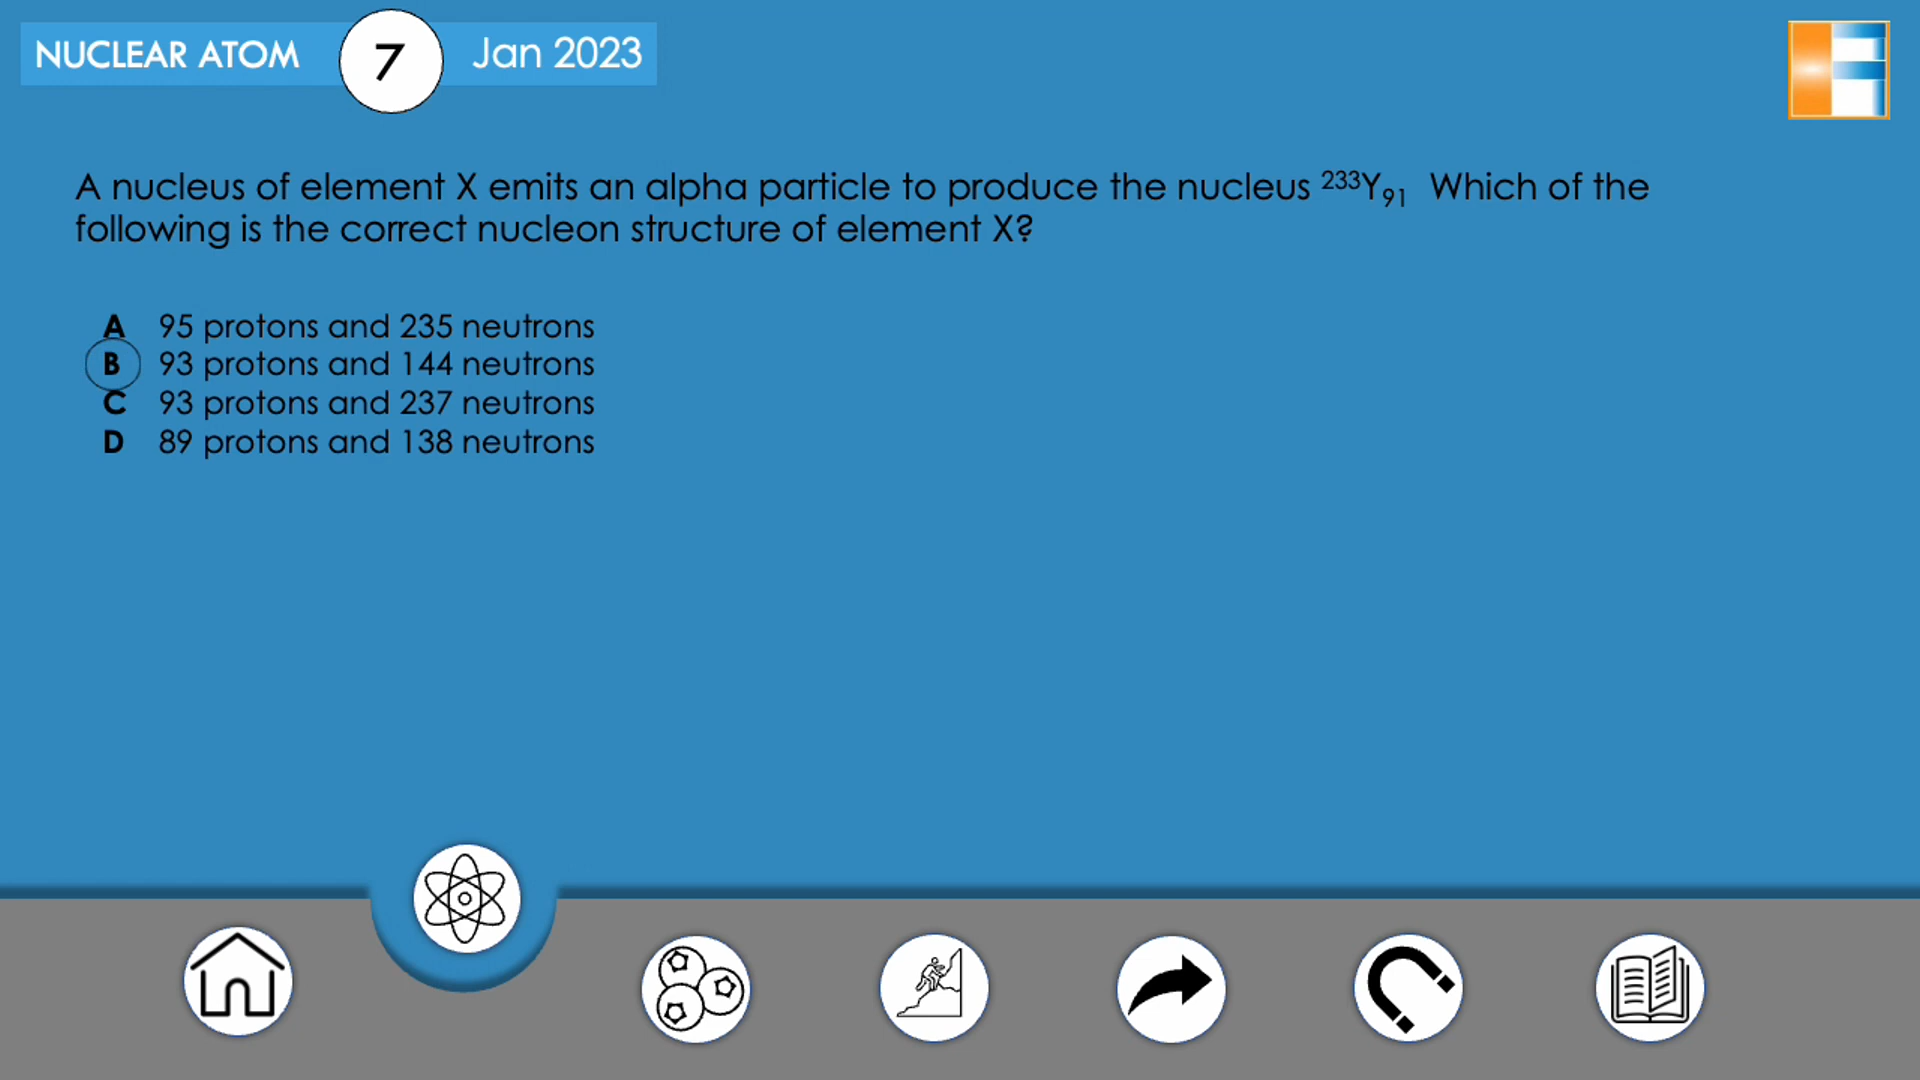 NUCLEAR ATOM 7 Jan 2023
A nucleus of element X emits an alpha particle to produce the nucleus ²³³Y₉₁ Which of the
following is the correct nucleon structure of element X?
A 95 protons and 235 neutrons
B 93 protons and 144 neutrons
C 93 protons and 237 neutrons
D 89 protons and 138 neutrons